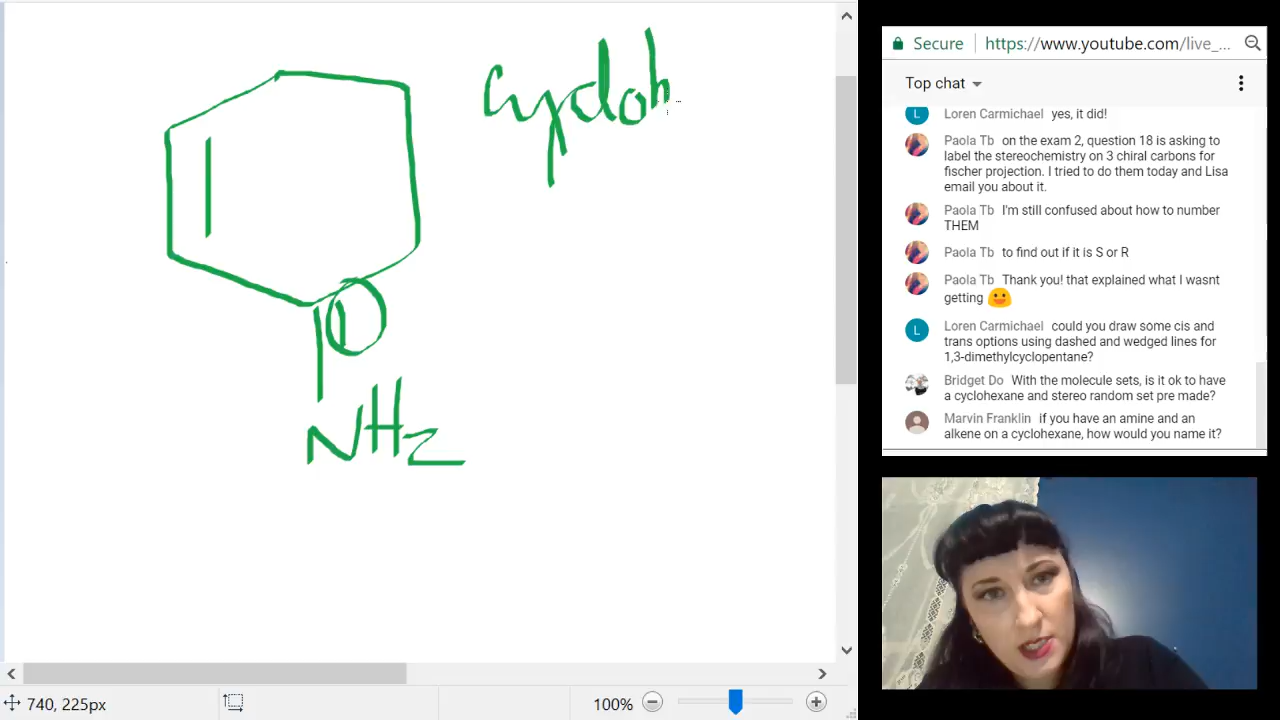 cycloh
1
NH2
Secure https://www.youtube.com/live_...
Top chat
L Loren Carmichael yes, it did!
Paola Tb on the exam 2, question 18 is asking to
label the stereochemistry on 3 chiral carbons for
fischer projection. I tried to do them today and Lisa
email you about it.
Paola Tb I'm still confused about how to number
THEM
Paola Tb to find out if it is S or R
Paola Tb Thank you! that explained what I wasnt
getting
L Loren Carmichael could you draw some cis and
trans options using dashed and wedged lines for
1,3-dimethylcyclopentane?
Bridget Do With the molecule sets, is it ok to have
a cyclohexane and stereo random set pre made?
Marvin Franklin if you have an amine and an
alkene on a cyclohexane, how would you name it?
740, 225px
100%